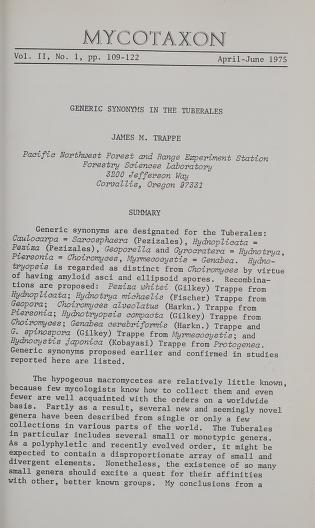 MYCOTAXON
Vol. II, No. 1, pp. 109-122 April-June 1975
GENERIC SYNONYMS IN THE TUBERALES
JAMES M. TRAPPE
Pacific Northwest Forest and Range Experiment Station
Forestry Sciences Laboratory
3200 Jefferson Way
Corvallis, Oregon 97331
SUMMARY
Generic synonyms are designated for the Tuberales:
Caulocarpa = Sarcosphaera (Pezizales), Hydnoplicata =
Peziza (Pezizales), Geoporella and Gyrocratera = Hydnotrya,
Piersonia = Choiromyces, Myrmecocystis = Genabea. Hydno-
tryopsis is regarded as distinct from Choiromyces by virtue
of having amyloid asci and ellipsoid spores. Recombina-
tions are proposed: Peziza whitei (Gilkey) Trappe from
Hydnoplicata; Hydnotrya michaelis (Fischer) Trappe from
Geopora; Choiromyces alveolatus (Harkn.) Trappe from
Piersonia; Hydnotryopsis compacta (Gilkey) Trappe from
Choiromyces; Genabea cerebriformis (Harkn.) Trappe and
G. spinospora (Gilkey) Trappe from Myrmecocystis; and
Hydnocystis japonica (Kobayasi) Trappe from Protogenea.
Generic synonyms proposed earlier and confirmed in studies
reported here are listed.
The hypogeous macromycetes are relatively little known,
because few mycologists know how to collect them and even
fewer are well acquainted with the orders on a worldwide
basis. Partly as a result, several new and seemingly novel
genera have been described from single or only a few
collections in various parts of the world. The Tuberales
in particular includes several small or monotypic genera.
As a polyphyletic and recently evolved order, it might be
expected to contain a disproportionate array of small and
divergent elements. Nonetheless, the existence of so many
small genera should excite a quest for their affinities
with other, better known groups. My conclusions from a